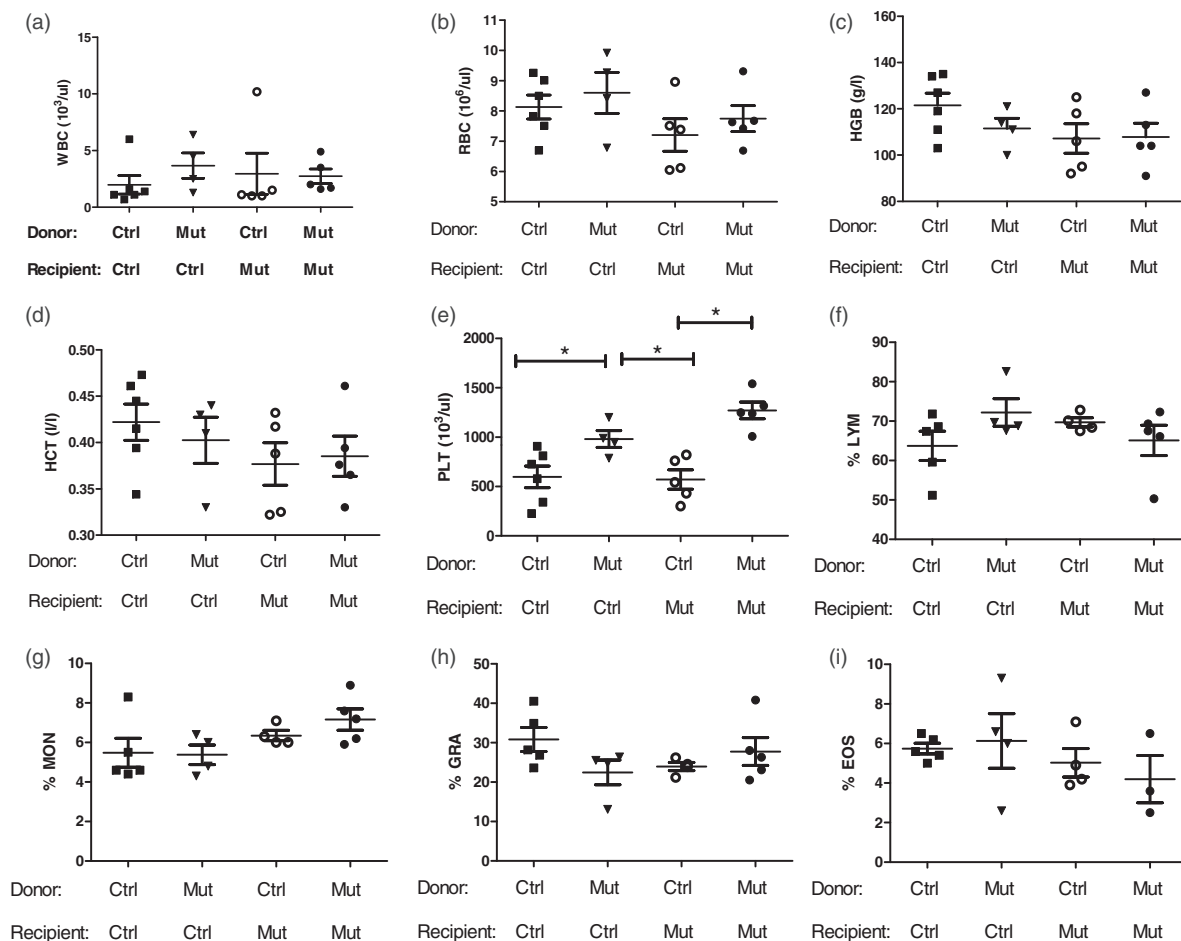 (a)
WBC (10³/ul)
15
10
5
0
Donor: Ctrl Mut Ctrl Mut
Recipient: Ctrl Ctrl Mut Mut
(b)
RBC (10⁶/ul)
11
10
9
8
7
6
5
Donor: Ctrl Mut Ctrl Mut
Recipient: Ctrl Ctrl Mut Mut
(c)
HGB (g/l)
160
140
120
100
80
Donor: Ctrl Mut Ctrl Mut
Recipient: Ctrl Ctrl Mut Mut
(d)
HCT (l/l)
0.50
0.45
0.40
0.35
0.30
Donor: Ctrl Mut Ctrl Mut
Recipient: Ctrl Ctrl Mut Mut
(e)
PLT (10³/ul)
2000
1500
1000
500
0
*
* *
Donor: Ctrl Mut Ctrl Mut
Recipient: Ctrl Ctrl Mut Mut
(f)
% LYM
90
80
70
60
50
40
Donor: Ctrl Mut Ctrl Mut
Recipient: Ctrl Ctrl Mut Mut
(g)
% MON
10
8
6
4
2
0
Donor: Ctrl Mut Ctrl Mut
Recipient: Ctrl Ctrl Mut Mut
(h)
% GRA
50
40
30
20
10
0
Donor: Ctrl Mut Ctrl Mut
Recipient: Ctrl Ctrl Mut Mut
(i)
% EOS
10
8
6
4
2
0
Donor: Ctrl Mut Ctrl Mut
Recipient: Ctrl Ctrl Mut Mut